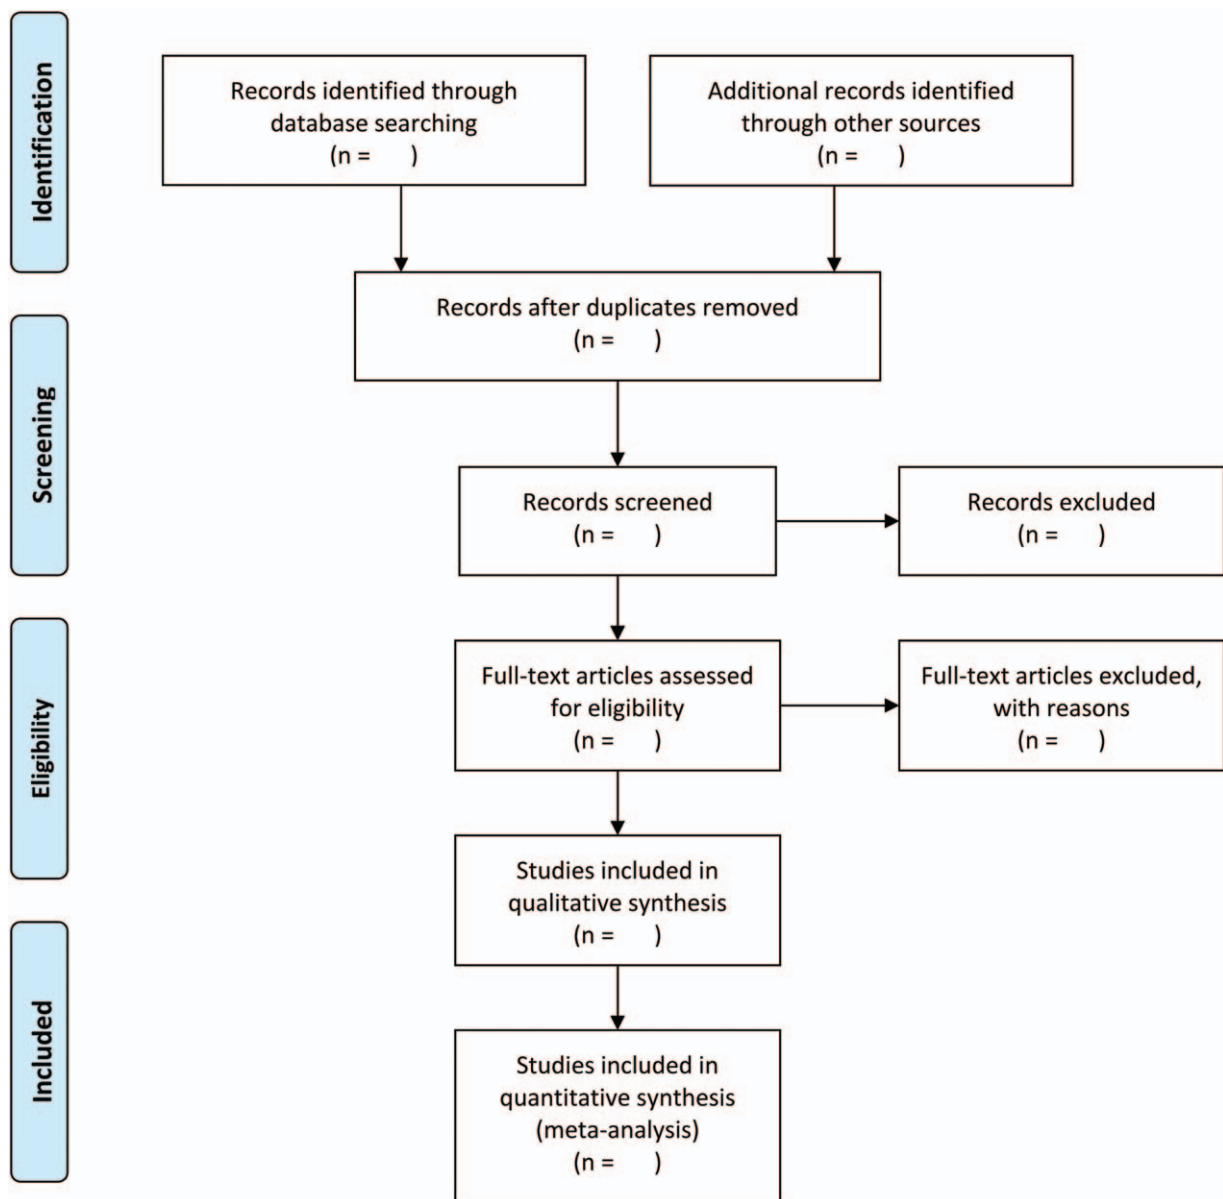 Identification
Records identified through
database searching
(n =      )
Additional records identified
through other sources
(n =      )
Records after duplicates removed
(n =      )
Screening
Records screened
(n =      )
Records excluded
(n =      )
Eligibility
Full-text articles assessed
for eligibility
(n =      )
Full-text articles excluded,
with reasons
(n =      )
Studies included in
qualitative synthesis
(n =      )
Included
Studies included in
quantitative synthesis
(meta-analysis)
(n =      )